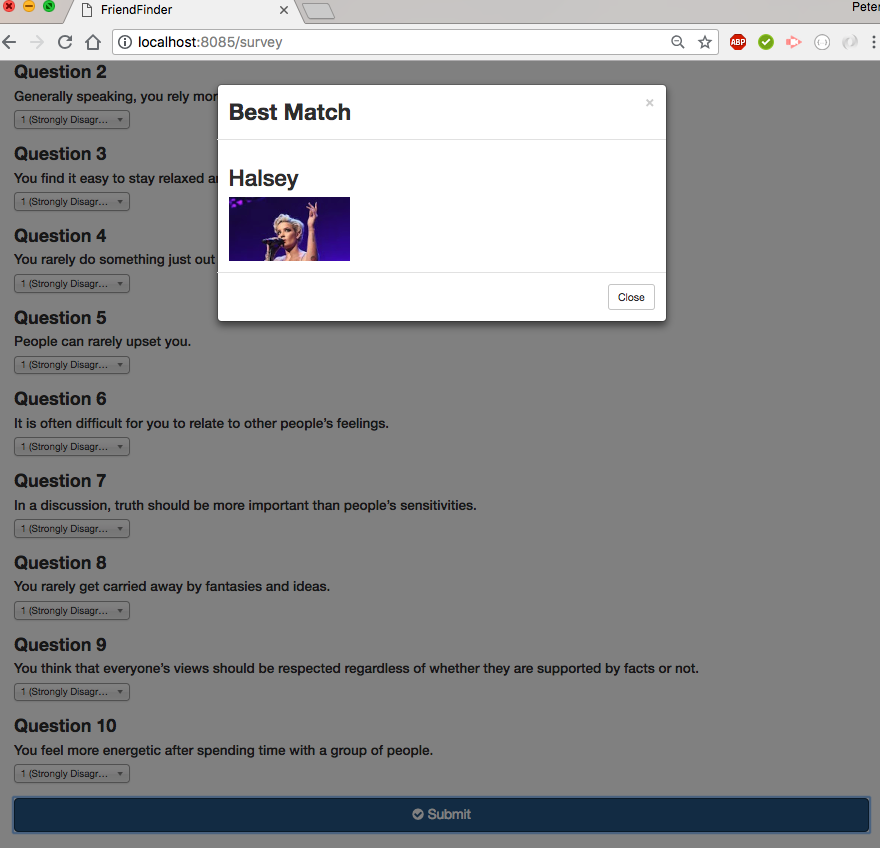 FriendFinder
Peter
localhost:8085/survey
ABP
Question 2
Generally speaking, you rely mor
1 (Strongly Disagr...
Question 3
You find it easy to stay relaxed a
1 (Strongly Disagr...
Question 4
You rarely do something just out
1 (Strongly Disagr...
Question 5
People can rarely upset you.
1 (Strongly Disagr...
Question 6
It is often difficult for you to relate to other people’s feelings.
1 (Strongly Disagr...
Question 7
In a discussion, truth should be more important than people’s sensitivities.
1 (Strongly Disagr...
Question 8
You rarely get carried away by fantasies and ideas.
1 (Strongly Disagr...
Question 9
You think that everyone’s views should be respected regardless of whether they are supported by facts or not.
1 (Strongly Disagr...
Question 10
You feel more energetic after spending time with a group of people.
1 (Strongly Disagr...
Submit
Best Match
×
Halsey
Close